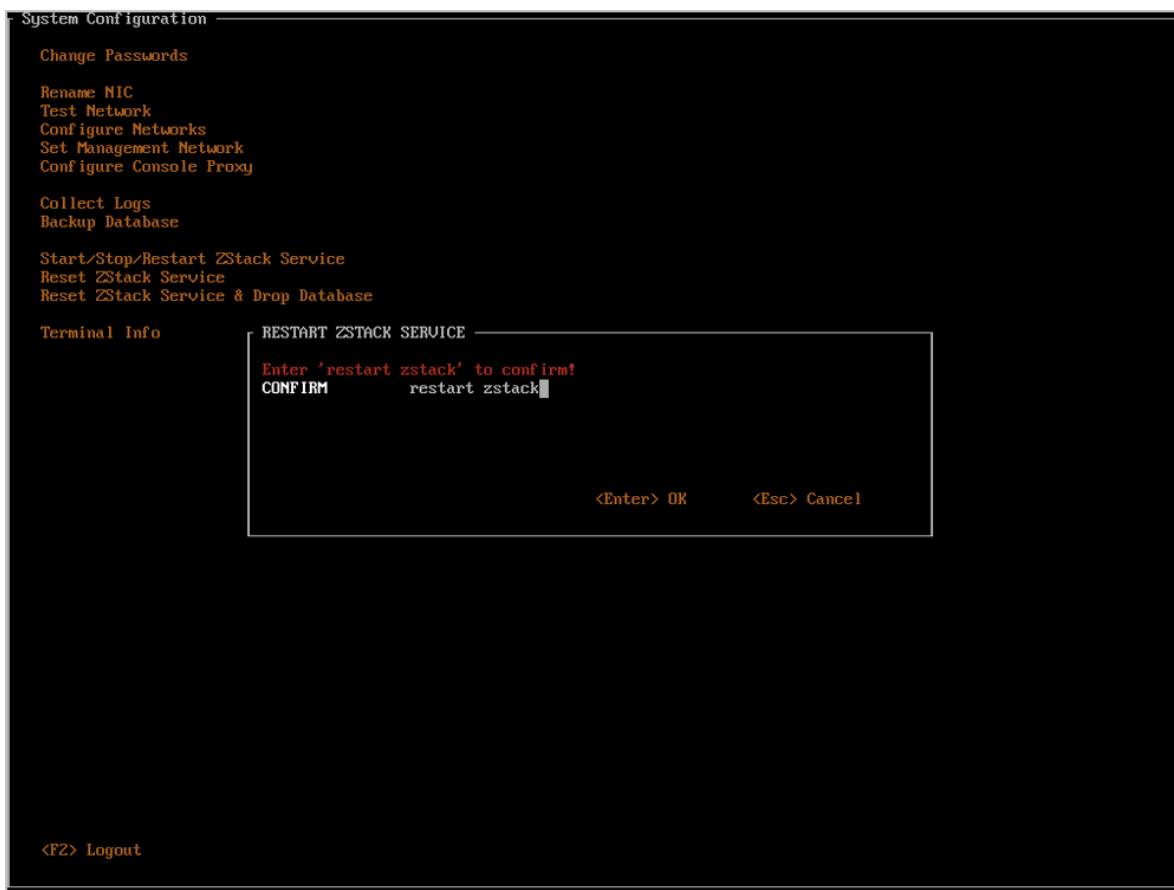 System Configuration
Change Passwords
Rename NIC
Test Network
Configure Networks
Set Management Network
Configure Console Proxy
Collect Logs
Backup Database
Start/Stop/Restart ZStack Service
Reset ZStack Service
Reset ZStack Service & Drop Database
Terminal Info
RESTART ZSTACK SERVICE
Enter 'restart zstack' to confirm!
CONFIRM restart zstack
<Enter> OK <Esc> Cancel
<F2> Logout